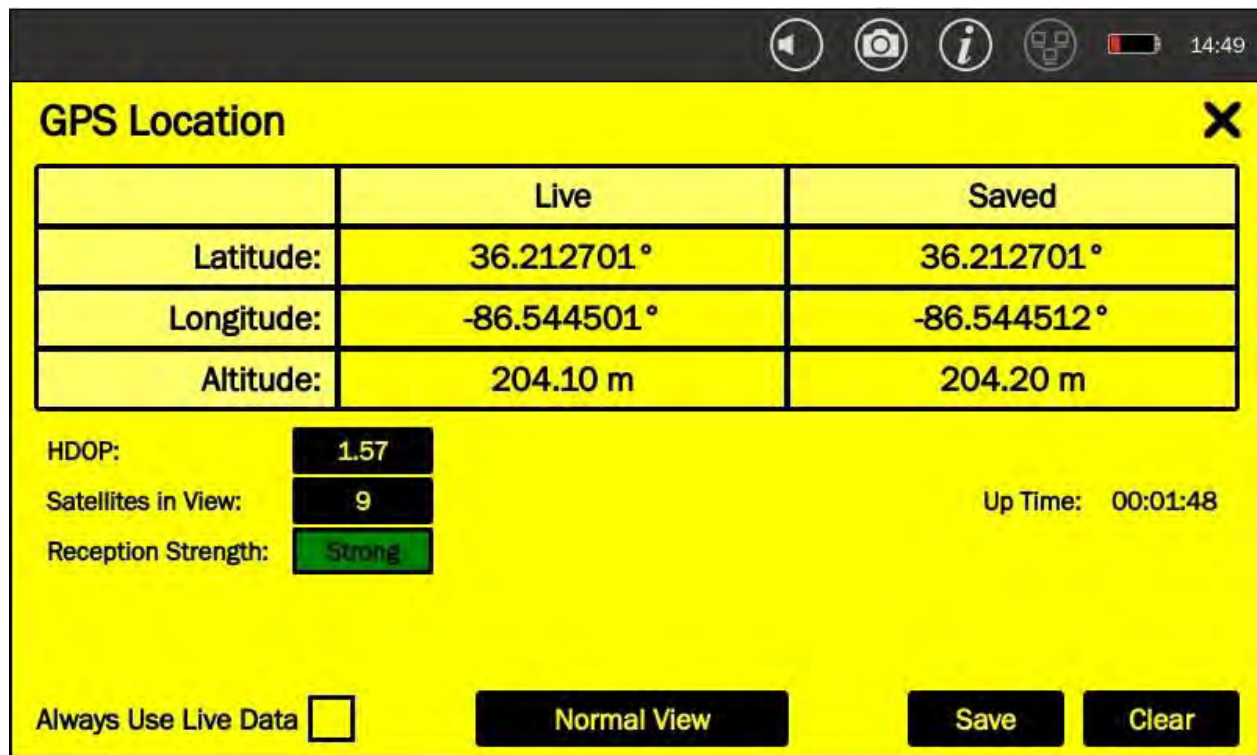 14:49
GPS Location
Live Saved
Latitude: 36.212701° 36.212701°
Longitude: -86.544501° -86.544512°
Altitude: 204.10 m 204.20 m
HDOP: 1.57
Satellites in View: 9 Up Time: 00:01:48
Reception Strength: Strong
Always Use Live Data Normal View Save Clear